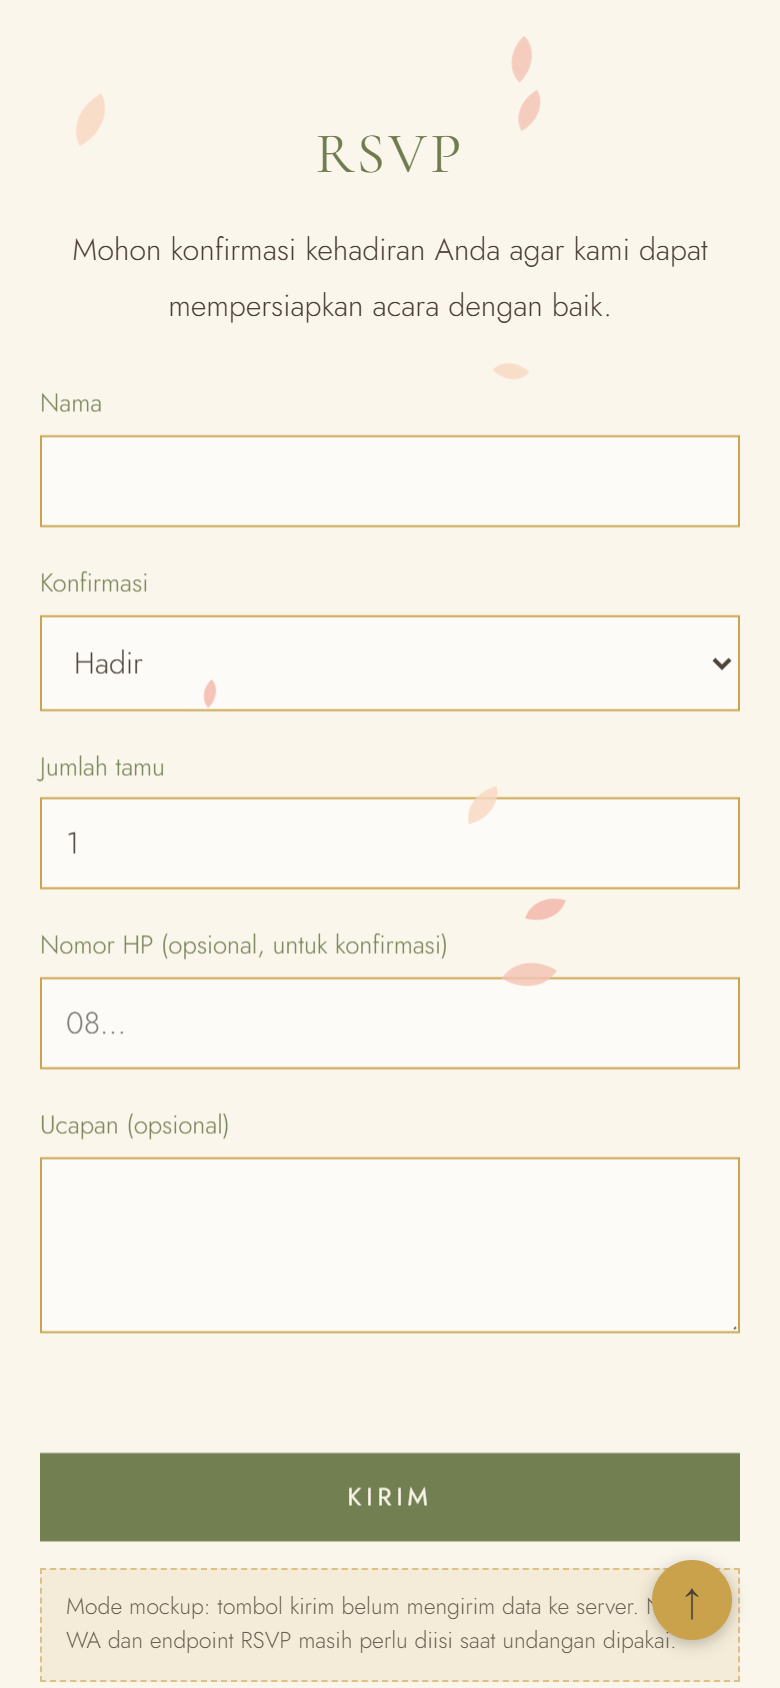 RSVP
Mohon konfirmasi kehadiran Anda agar kami dapat
mempersiapkan acara dengan baik.
Nama
Konfirmasi
Hadir
Jumlah tamu
1
Nomor HP (opsional, untuk konfirmasi)
08...
Ucapan (opsional)
KIRIM
↑
Mode mockup: tombol kirim belum mengirim data ke server.
WA dan endpoint RSVP masih perlu diisi saat undangan dipakai.